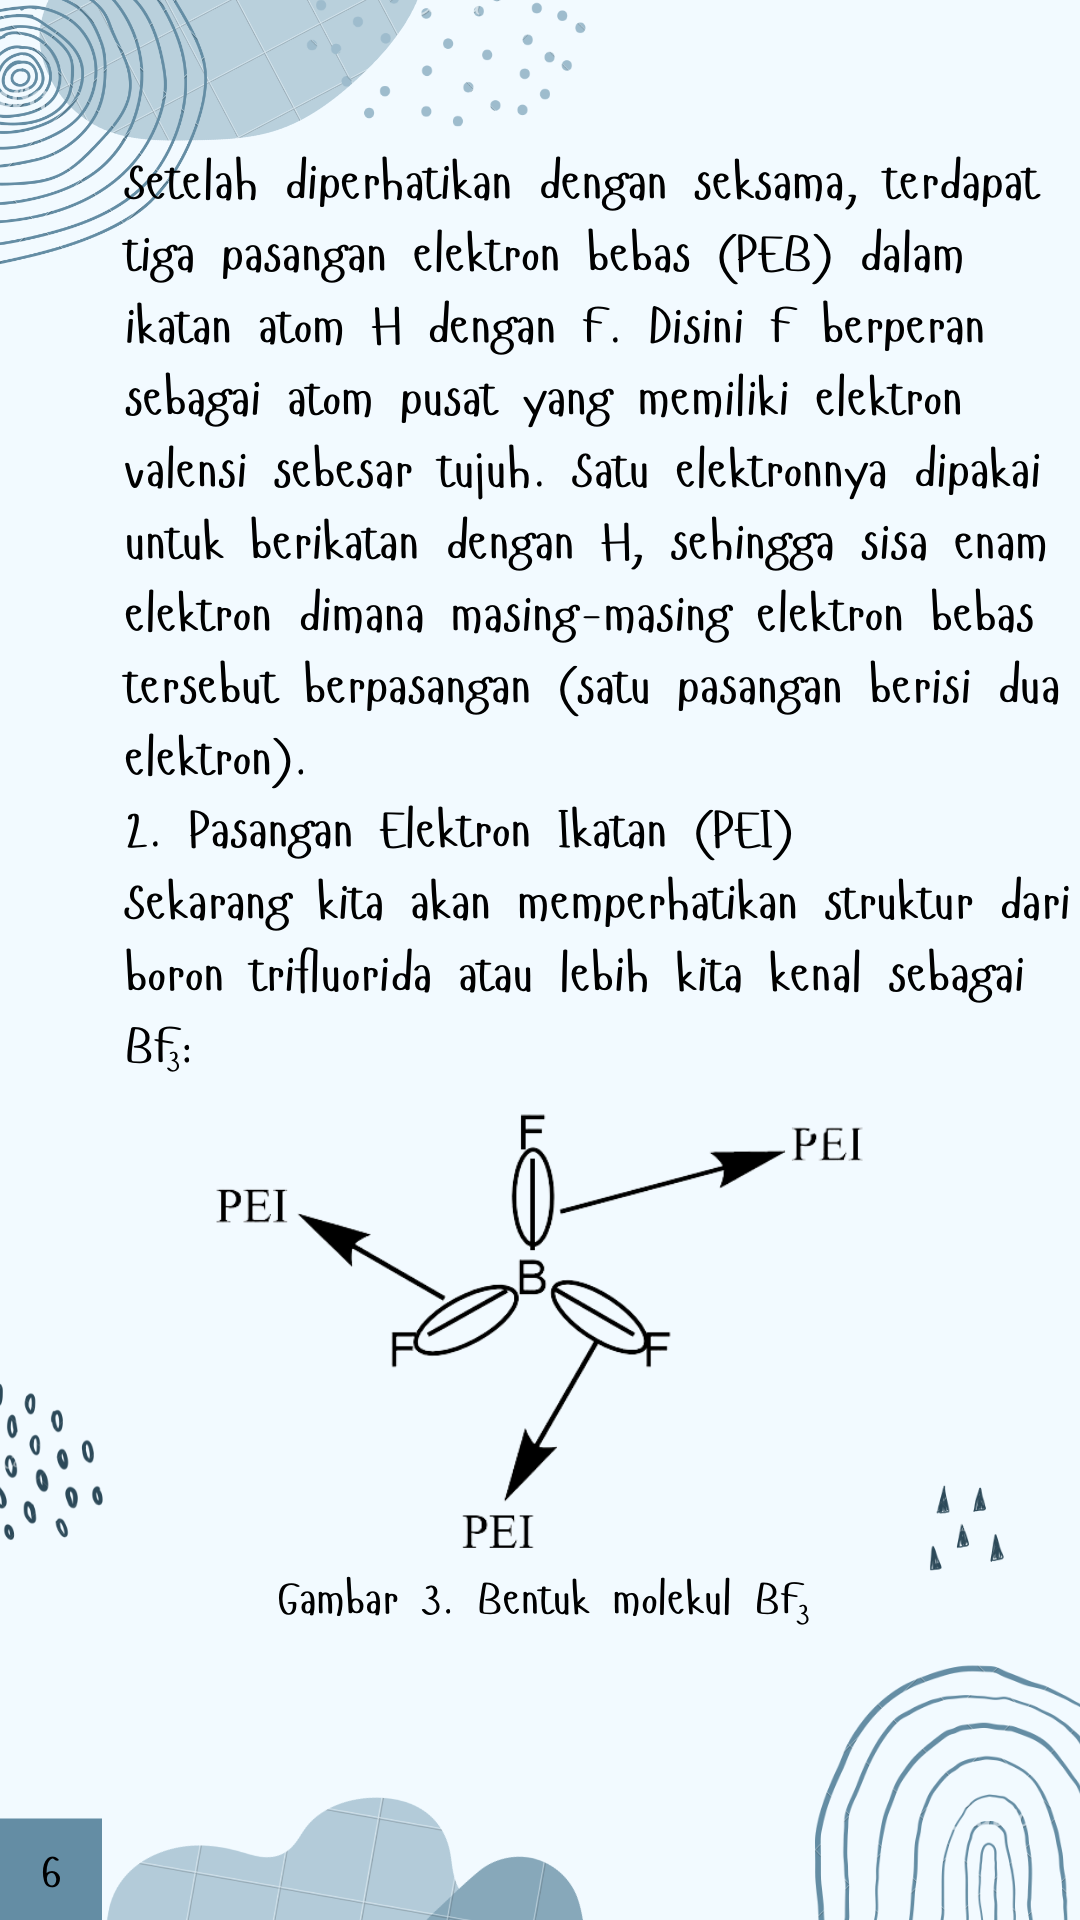 Setelah diperhatikan dengan seksama, terdapat
tiga pasangan elektron bebas (PEB) dalam
ikatan atom H dengan F. Disini F berperan
sebagai atom pusat yang memiliki elektron
valensi sebesar tujuh. Satu elektronnya dipakai
untuk berikatan dengan H, sehingga sisa enam
elektron dimana masing-masing elektron bebas
tersebut berpasangan (satu pasangan berisi dua
elektron).
2. Pasangan Elektron Ikatan (PEI)
Sekarang kita akan memperhatikan struktur dari
boron trifluorida atau lebih kita kenal sebagai
BF₃:
F
PEI
PEI
B
F
F
PEI
Gambar 3. Bentuk molekul BF₃
6